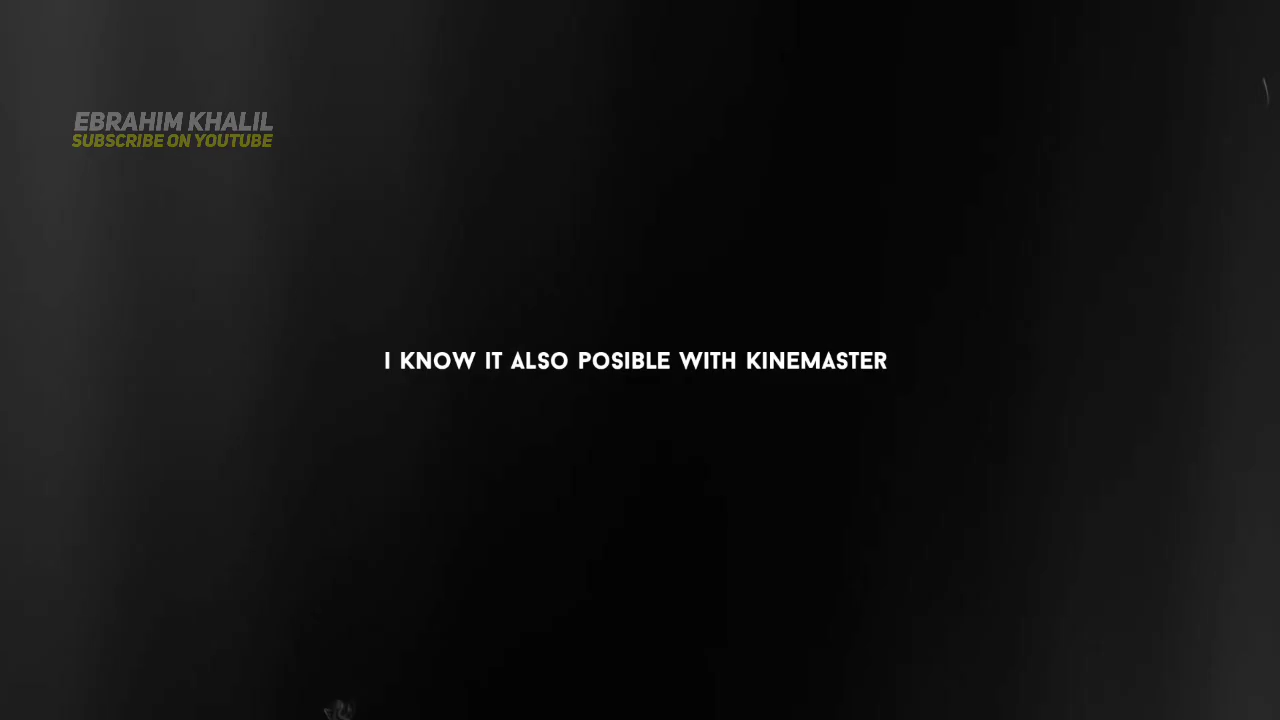 EBRAHIM KHALIL
SUBSCRIBE ON YOUTUBE
I KNOW IT ALSO POSIBLE WITH KINEMASTER